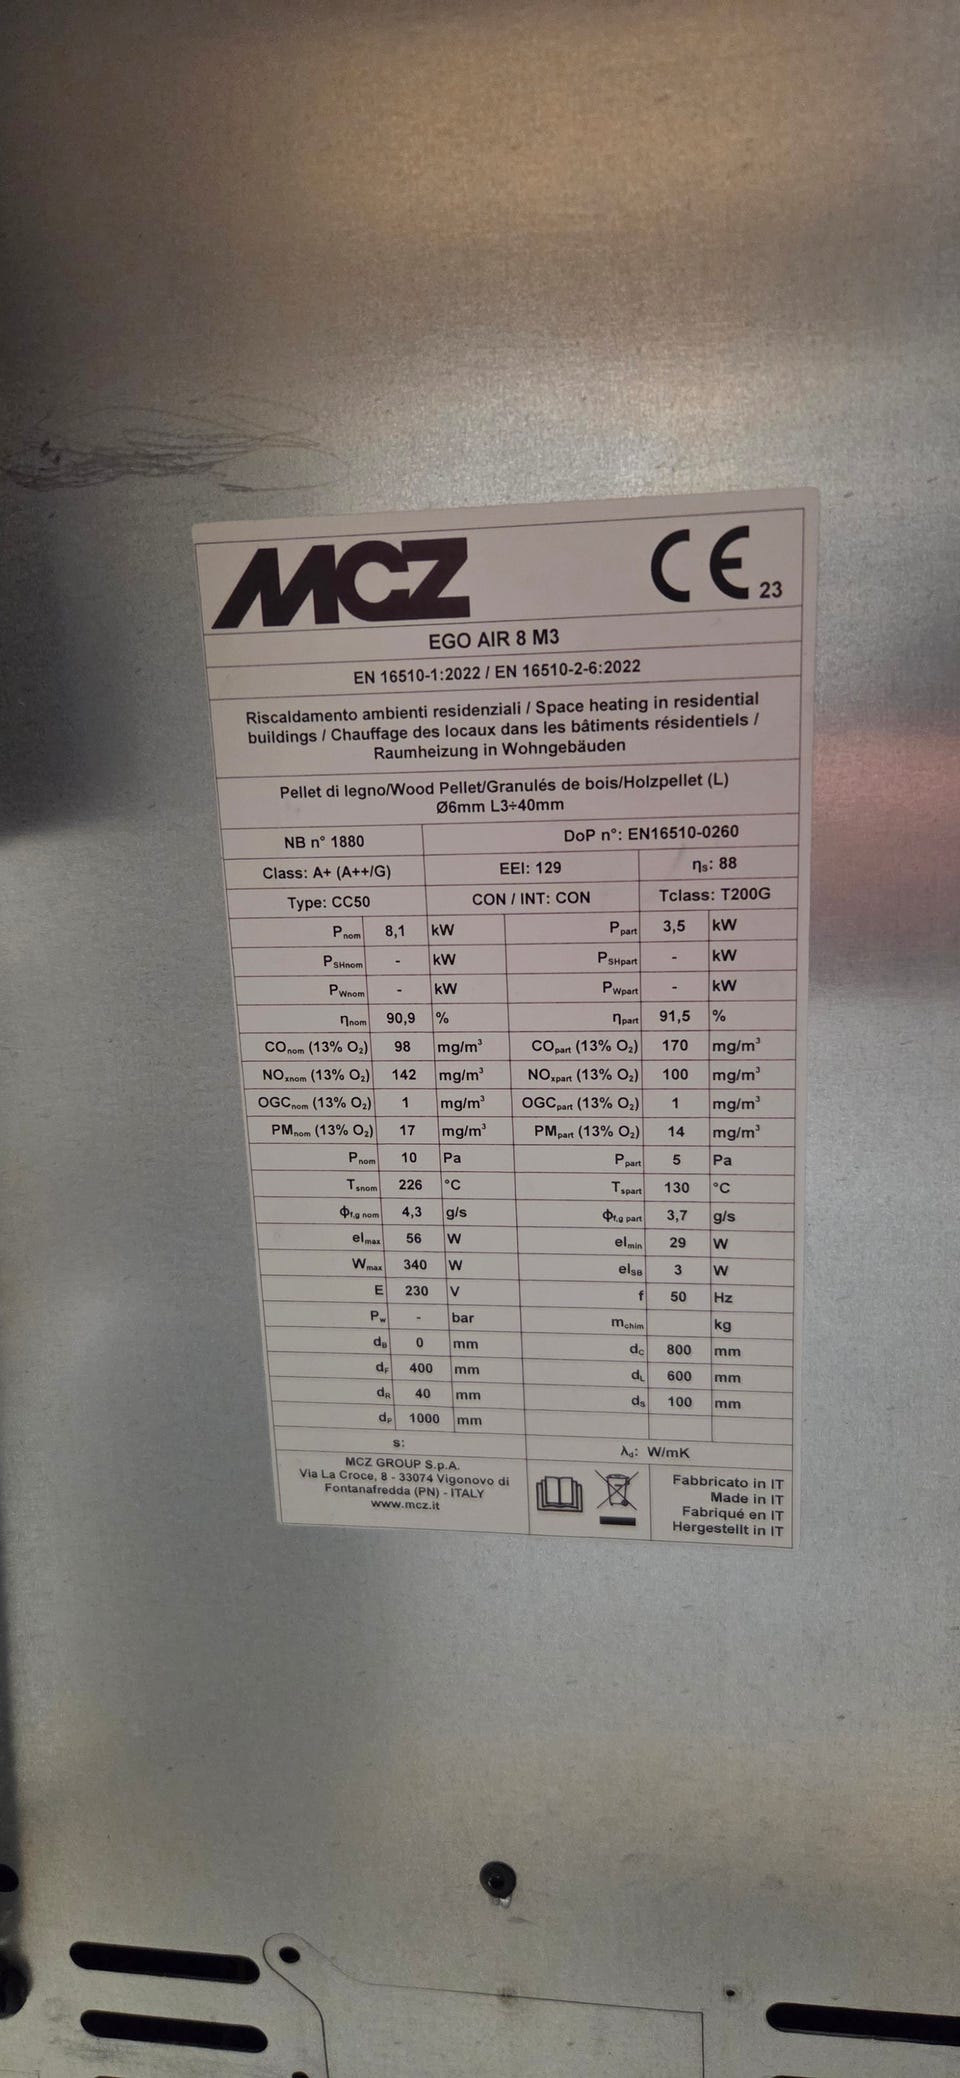 MCZ
CE 23
EGO AIR 8 M3
EN 16510-1:2022 / EN 16510-2-6:2022
Riscaldamento ambienti residenziali / Space heating in residential
buildings / Chauffage des locaux dans les bâtiments résidentiels /
Raumheizung in Wohngebäuden
Pellet di legno/Wood Pellet/Granulés de bois/Holzpellet (L)
Ø6mm L3÷40mm
NB n° 1880 DoP n°: EN16510-0260
Class: A+ (A++/G) EEI: 129 ηs: 88
Type: CC50 CON / INT: CON Tclass: T200G
Pnom 8,1 kW Ppart 3,5 kW
PSHnom - kW PSHpart - kW
PWnom - kW PWpart - kW
ηnom 90,9 % ηpart 91,5 %
COnom (13% O₂) 98 mg/m³ COpart (13% O₂) 170 mg/m³
NOxnom (13% O₂) 142 mg/m³ NOxpart (13% O₂) 100 mg/m³
OGCnom (13% O₂) 1 mg/m³ OGCpart (13% O₂) 1 mg/m³
PMnom (13% O₂) 17 mg/m³ PMpart (13% O₂) 14 mg/m³
Pnom 10 Pa Ppart 5 Pa
Tsnom 226 °C Tspart 130 °C
Φf,g nom 4,3 g/s Φf,g part 3,7 g/s
elmax 56 W elmin 29 W
Wmax 340 W elSB 3 W
E 230 V f 50 Hz
Pw - bar mchim kg
dB 0 mm dC 800 mm
dF 400 mm dL 600 mm
dR 40 mm dS 100 mm
dP 1000 mm
s: λd: W/mK
MCZ GROUP S.p.A.
Via La Croce, 8 - 33074 Vigonovo di
Fontanafredda (PN) - ITALY
www.mcz.it
Fabbricato in IT
Made in IT
Fabriqué en IT
Hergestellt in IT